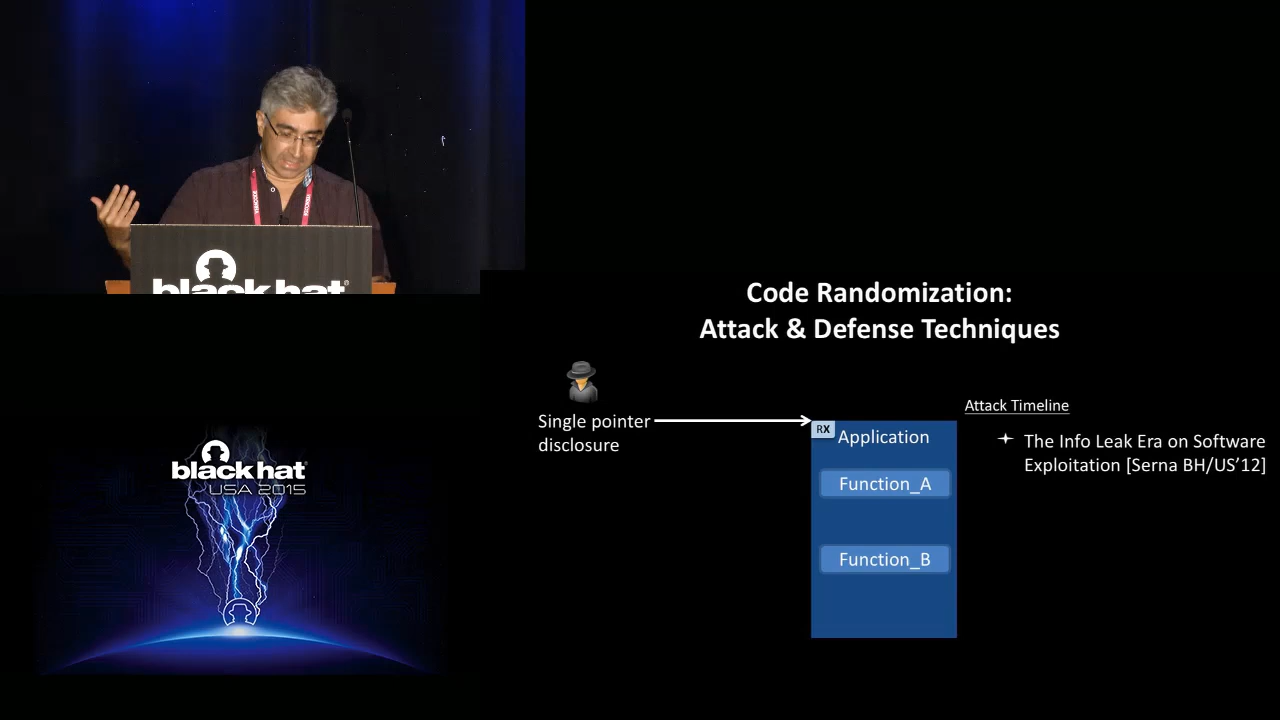 black hat®
Code Randomization:
Attack & Defense Techniques
Single pointer
disclosure
RX
Application
Function_A
Function_B
Attack Timeline
The Info Leak Era on Software
Exploitation [Serna BH/US’12]
black hat®
USA 2015